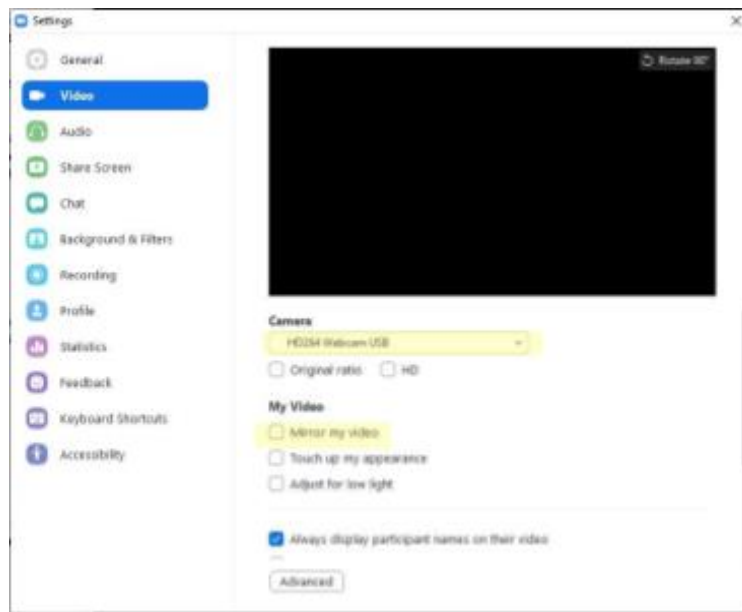 Settings
General
Video
Audio
Share Screen
Chat
Background & Filters
Recording
Profile
Statistics
Feedback
Keyboard Shortcuts
Accessibility
Rotate 90°
Camera
HD264 Webcam USB
Original ratio HD
My Video
Mirror my video
Touch up my appearance
Adjust for low light
Always display participant names on their video
Advanced